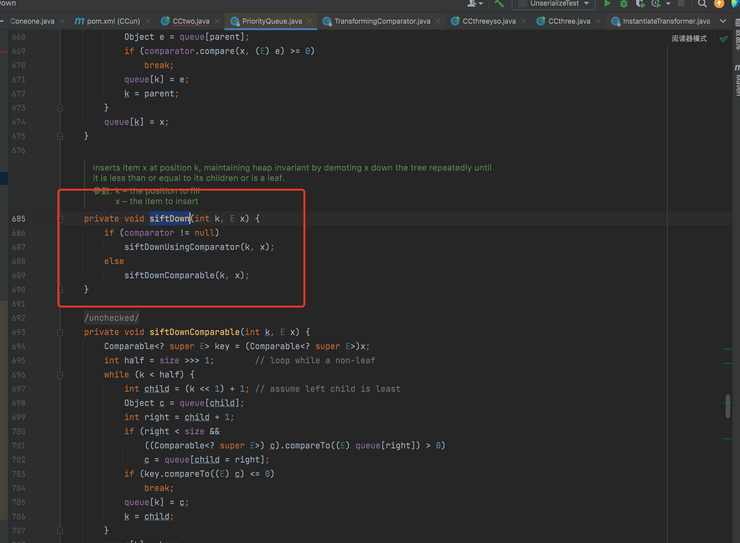 Down
UnserializeTest
Coneone.java
pom.xml (CCun)
CCtwo.java
PriorityQueue.java
TransformingComparator.java
CCthreeyso.java
CCthree.java
InstantiateTransformer.java
阅读器模式
668 Object e = queue[parent];
669 if (comparator.compare(x, (E) e) >= 0)
670 break;
671 queue[k] = e;
672 k = parent;
673 }
674 queue[k] = x;
675 }
676
Inserts item x at position k, maintaining heap invariant by demoting x down the tree repeatedly until
it is less than or equal to its children or is a leaf.
参数: k – the position to fill
x – the item to insert
685 private void siftDown(int k, E x) {
686 if (comparator != null)
687 siftDownUsingComparator(k, x);
688 else
689 siftDownComparable(k, x);
690 }
691
692 /unchecked/
693 private void siftDownComparable(int k, E x) {
694 Comparable<? super E> key = (Comparable<? super E>)x;
695 int half = size >>> 1; // loop while a non-leaf
696 while (k < half) {
697 int child = (k << 1) + 1; // assume left child is least
698 Object c = queue[child];
699 int right = child + 1;
700 if (right < size &&
701 ((Comparable<? super E>) c).compareTo((E) queue[right]) > 0)
702 c = queue[child = right];
703 if (key.compareTo((E) c) <= 0)
704 break;
705 queue[k] = c;
706 k = child;
707 }